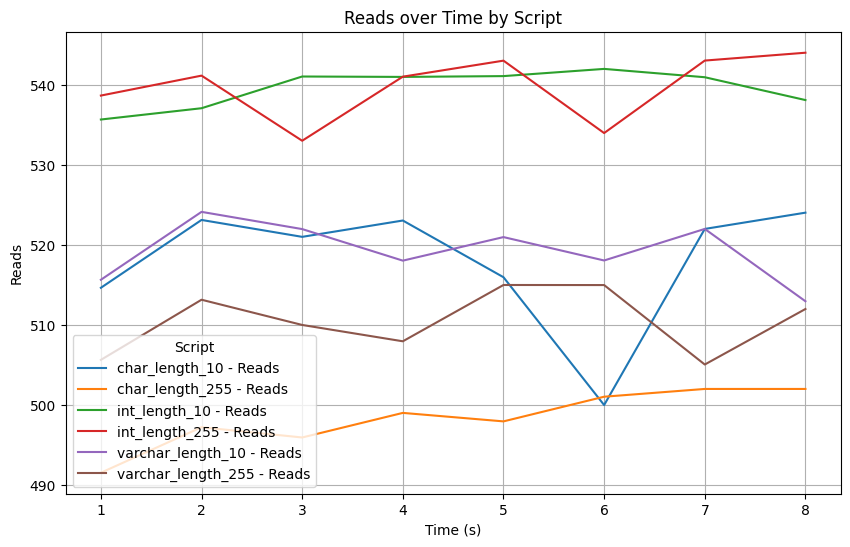 Reads over Time by Script
Reads
540
530
520
510
500
490
Script
char_length_10 - Reads
char_length_255 - Reads
int_length_10 - Reads
int_length_255 - Reads
varchar_length_10 - Reads
varchar_length_255 - Reads
1 2 3 4 5 6 7 8
Time (s)